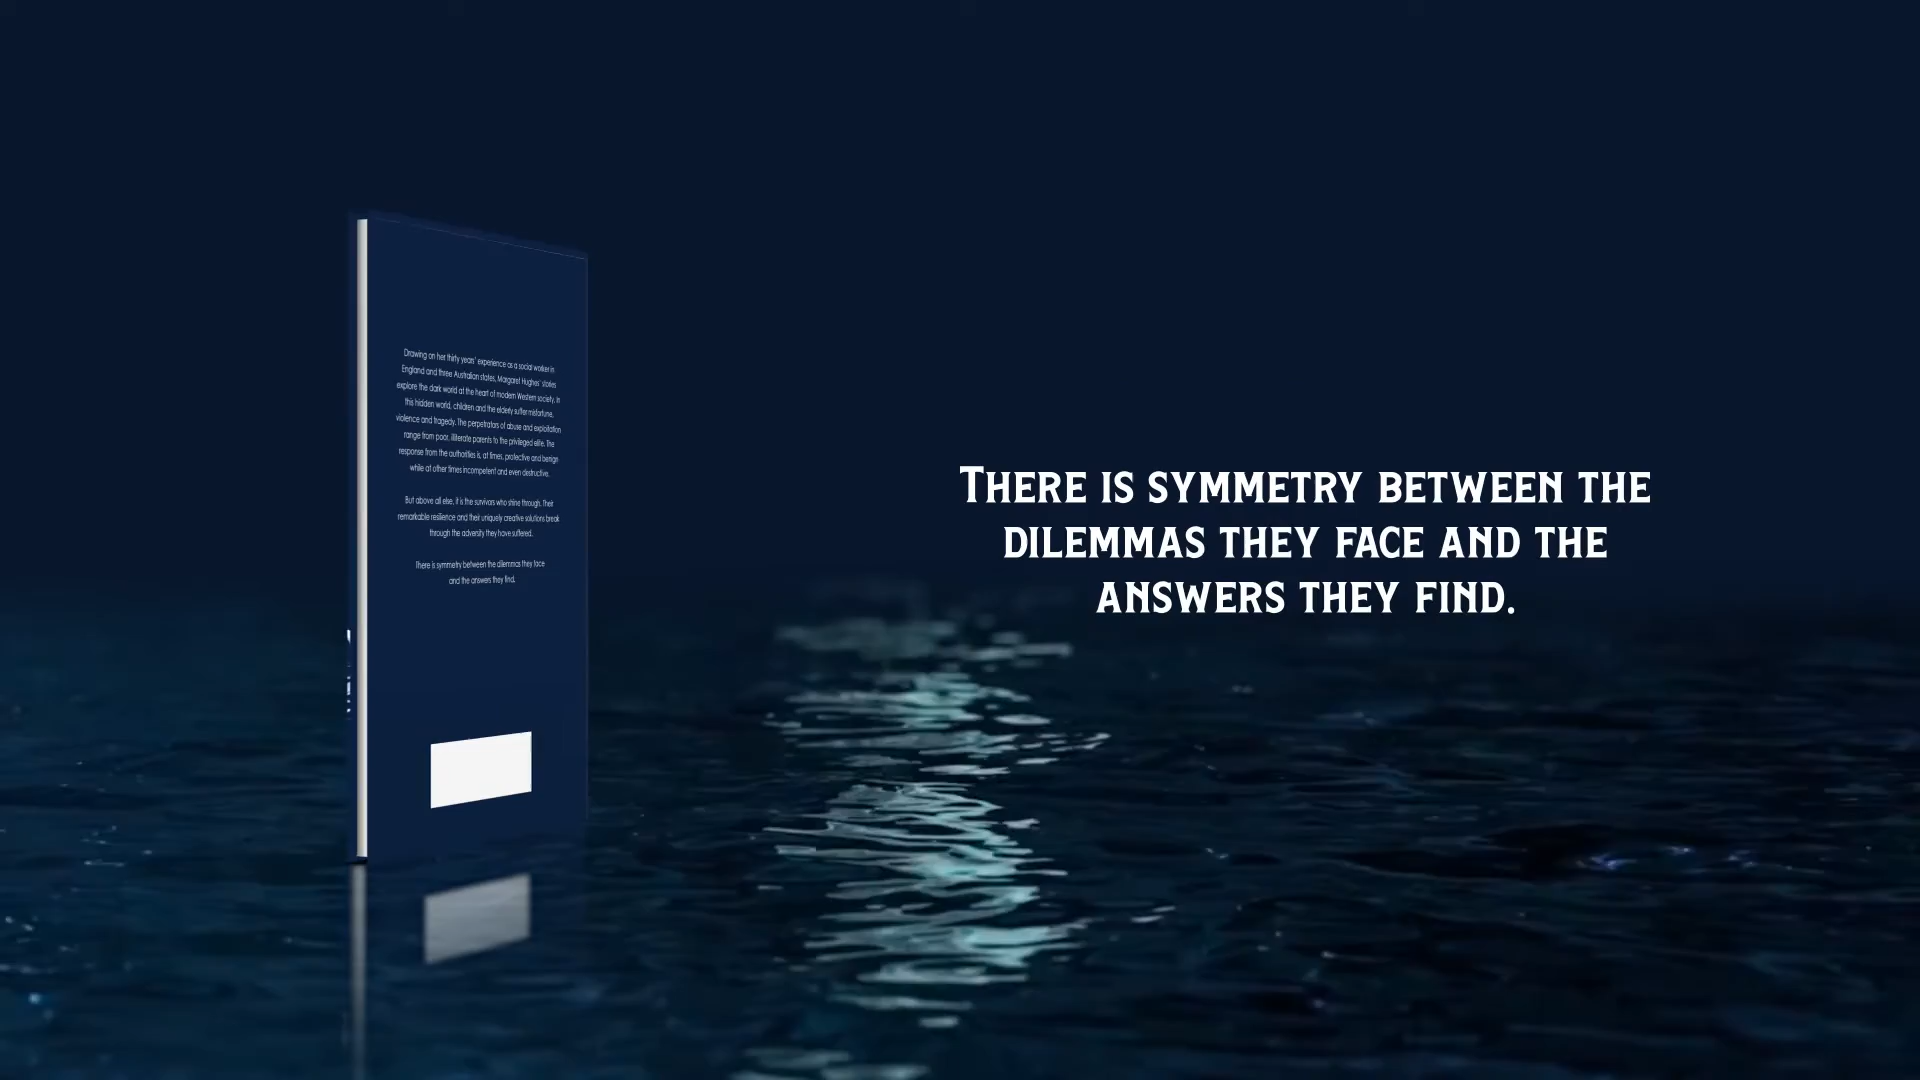 Drawing on her thirty years' experience as a social worker in
England and three Australian states, Margaret Hughes' stories
explore the dark world at the heart of modern Western society. In
this hidden world, children and the elderly suffer misfortune,
violence and tragedy. The perpetrators of abuse and exploitation
range from poor, illiterate parents to the privileged elite. The
response from the authorities is, at times, protective and benign
while at other times incompetent and even destructive.
But above all else, it is the survivors who shine through. Their
remarkable resilience and their uniquely creative solutions break
through the adversity they have suffered.
There is symmetry between the dilemmas they face
and the answers they find.
There is symmetry between the
dilemmas they face and the
answers they find.